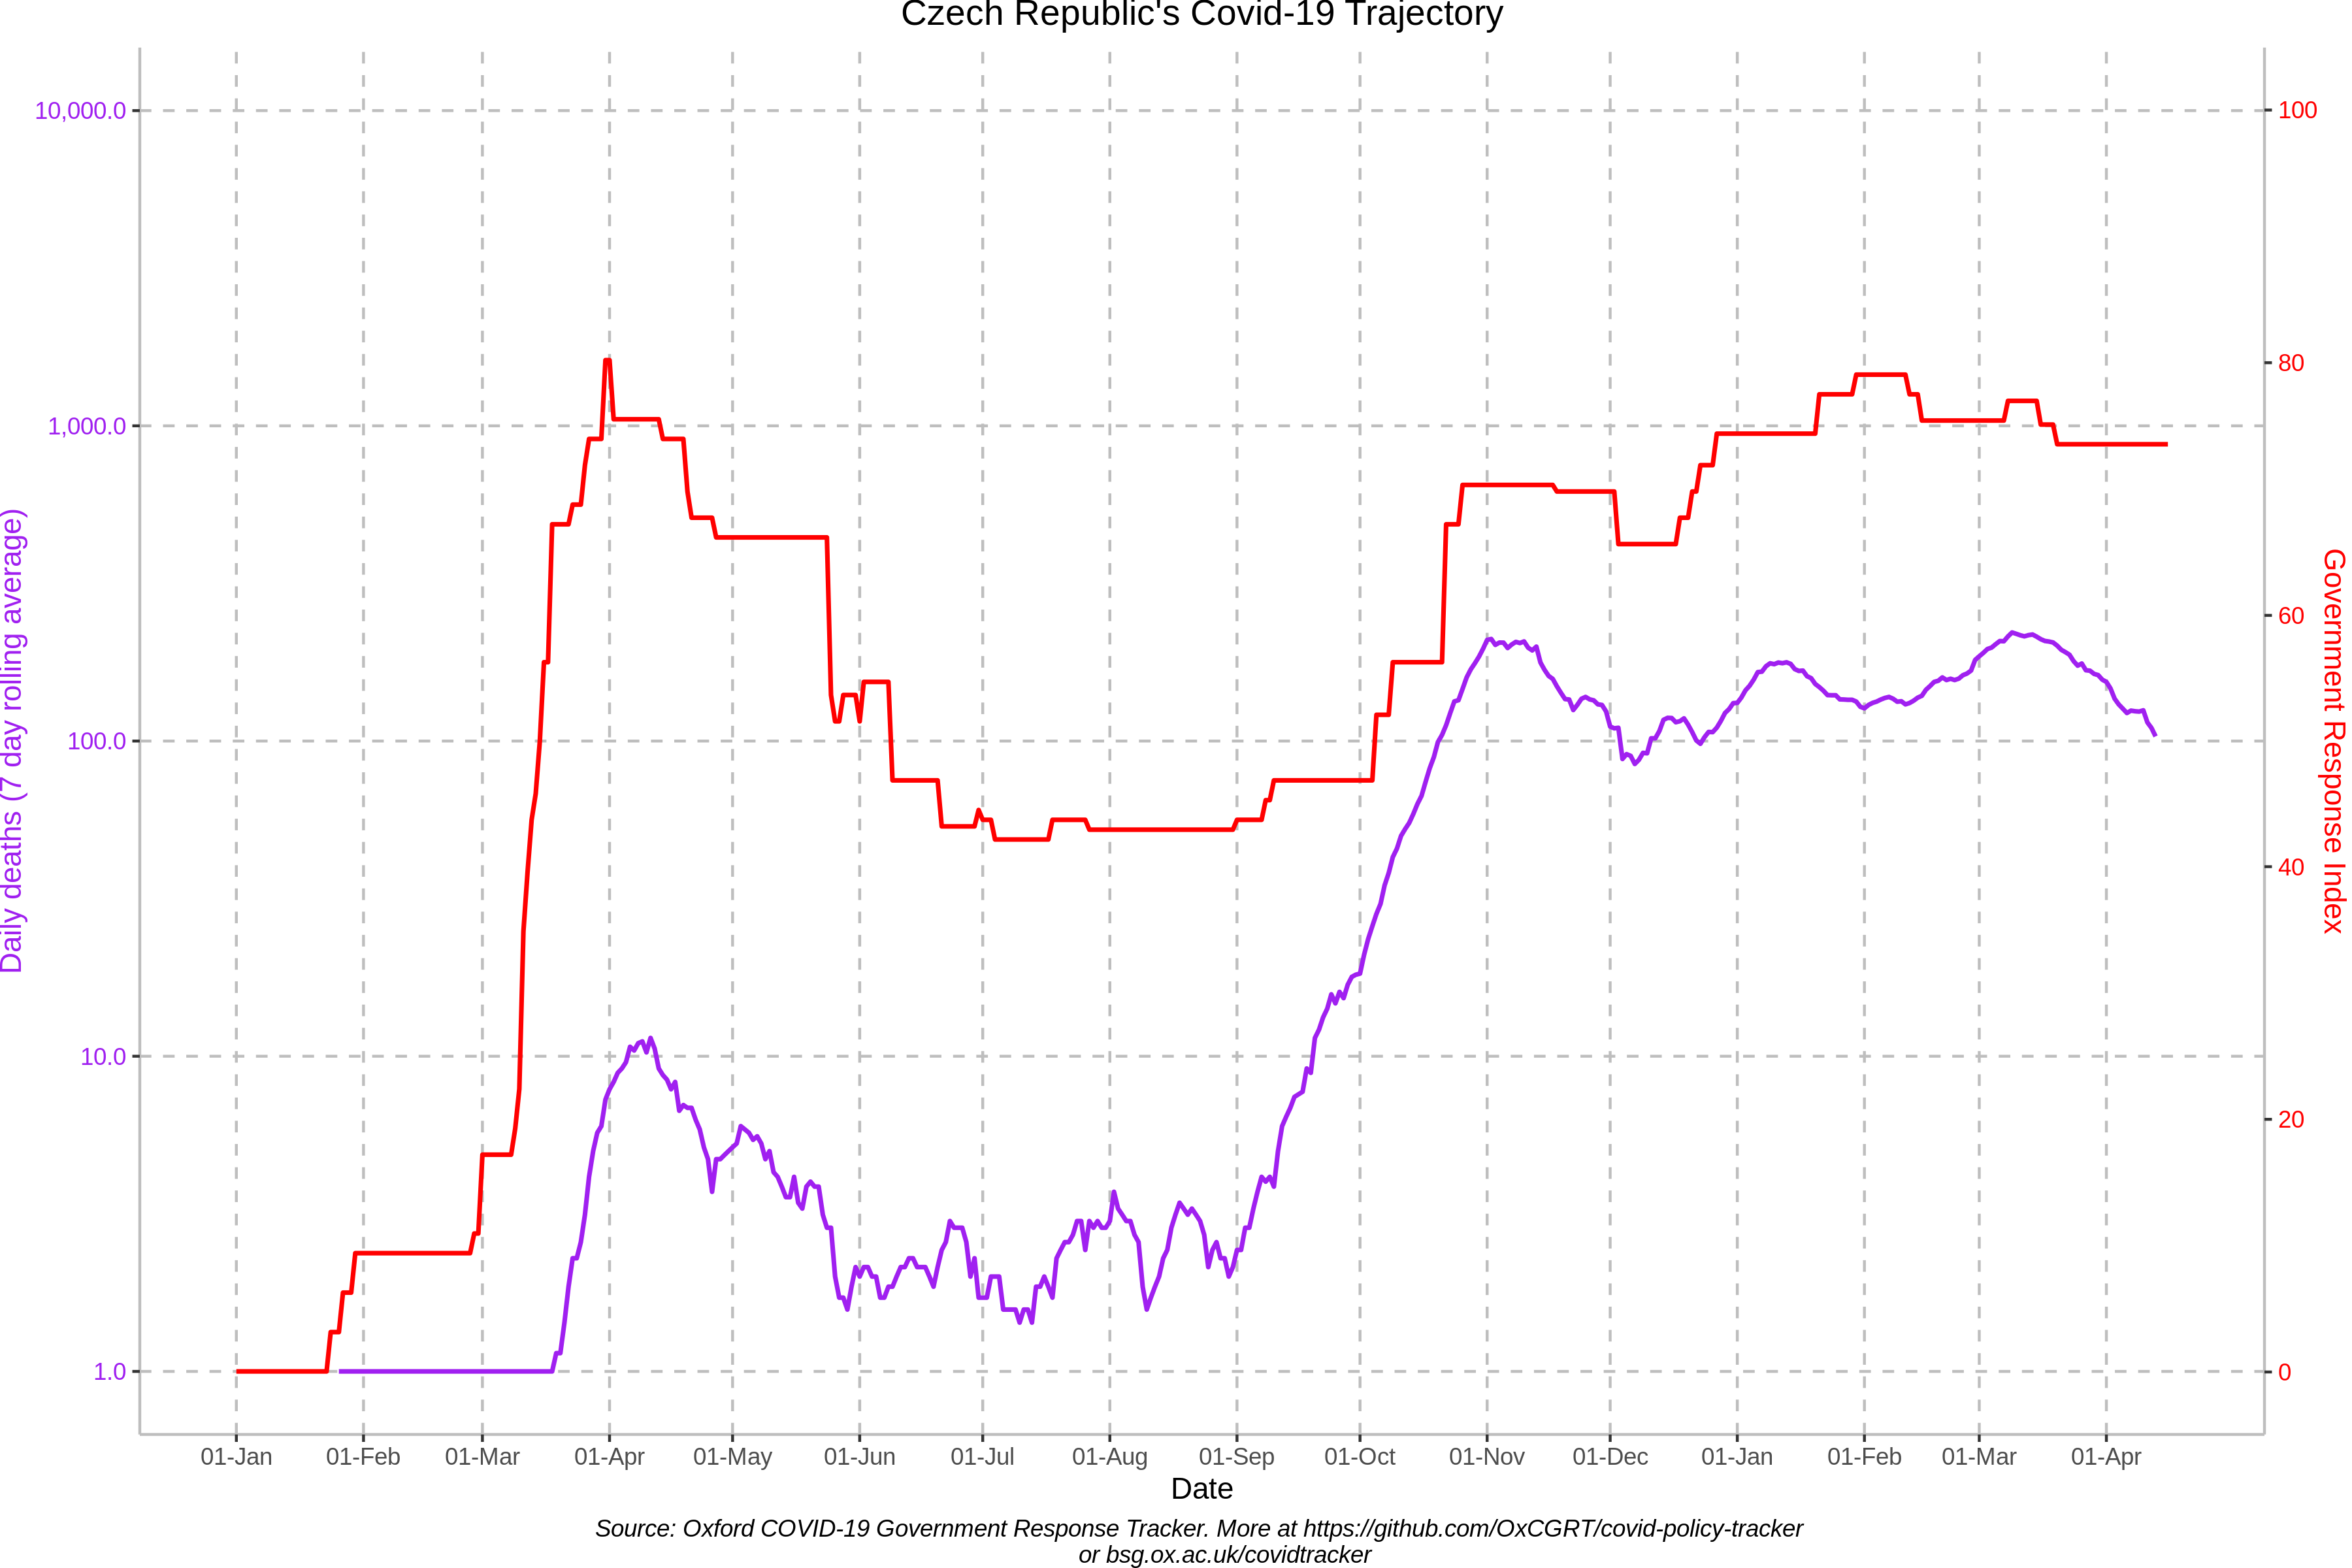 Czech Republic's Covid-19 Trajectory
10,000.0
1,000.0
100.0
10.0
1.0
Daily deaths (7 day rolling average)
100
80
60
40
20
0
Government Response Index
01-Jan 01-Feb 01-Mar 01-Apr 01-May 01-Jun 01-Jul 01-Aug 01-Sep 01-Oct 01-Nov 01-Dec 01-Jan 01-Feb 01-Mar 01-Apr
Date
Source: Oxford COVID-19 Government Response Tracker. More at https://github.com/OxCGRT/covid-policy-tracker
or bsg.ox.ac.uk/covidtracker